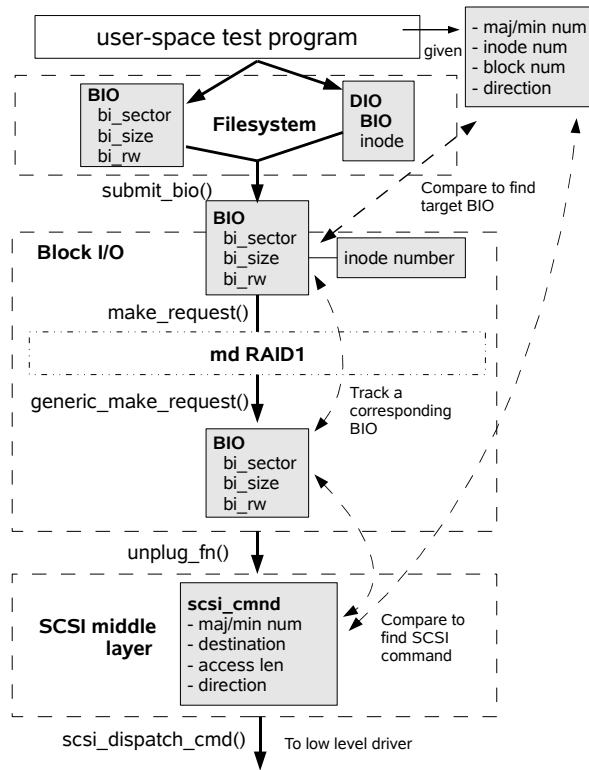 user-space test program
given
- maj/min num
- inode num
- block num
- direction
BIO
bi_sector
bi_size
bi_rw
Filesystem
DIO
BIO
inode
submit_bio()
Compare to find
target BIO
Block I/O
BIO
bi_sector
bi_size
bi_rw
inode number
make_request()
md RAID1
generic_make_request()
Track a
corresponding
BIO
BIO
bi_sector
bi_size
bi_rw
unplug_fn()
SCSI middle
layer
scsi_cmnd
- maj/min num
- destination
- access len
- direction
Compare to
find SCSI
command
scsi_dispatch_cmd()
To low level driver